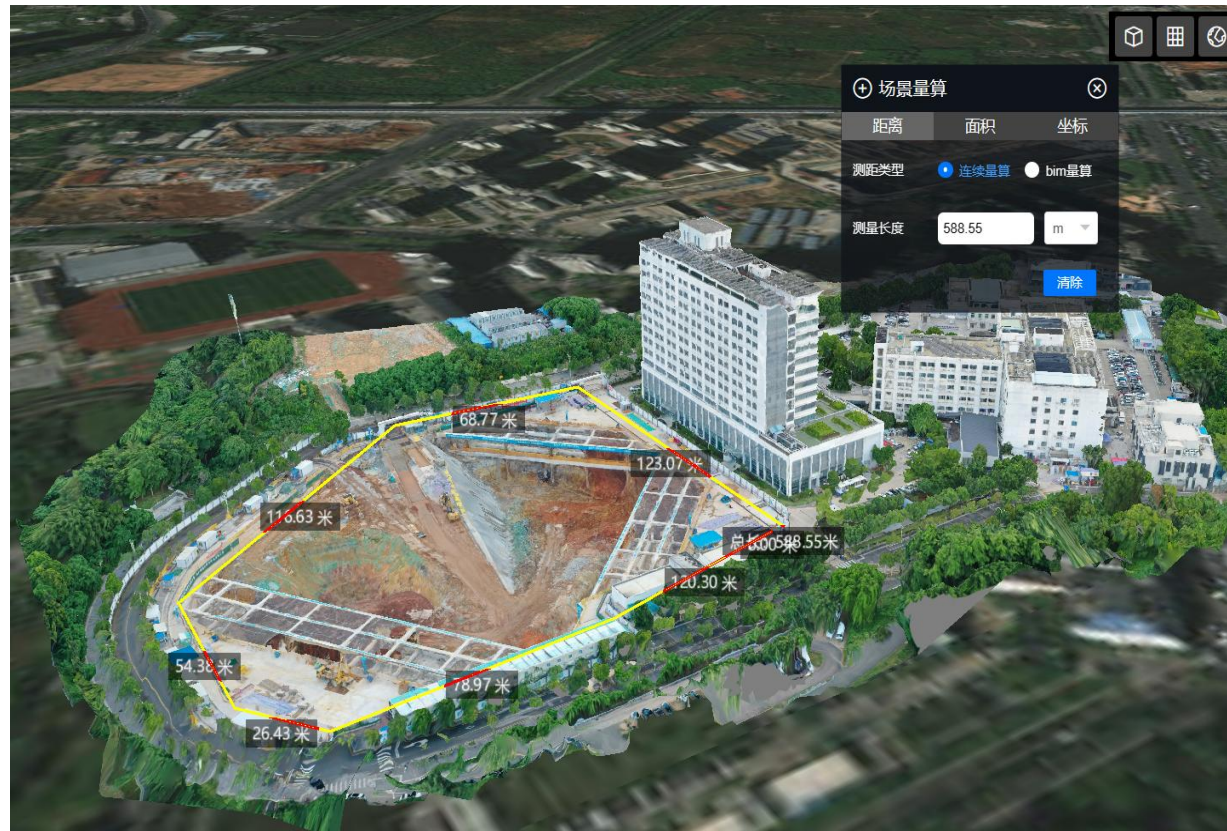 场景量算
距离 面积 坐标
测距类型 连续量算 bim量算
测量长度 588.55 m
清除
68.77 米
123.07 米
116.63 米
588.55米
120.30 米
54.38 米
78.97 米
26.43 米